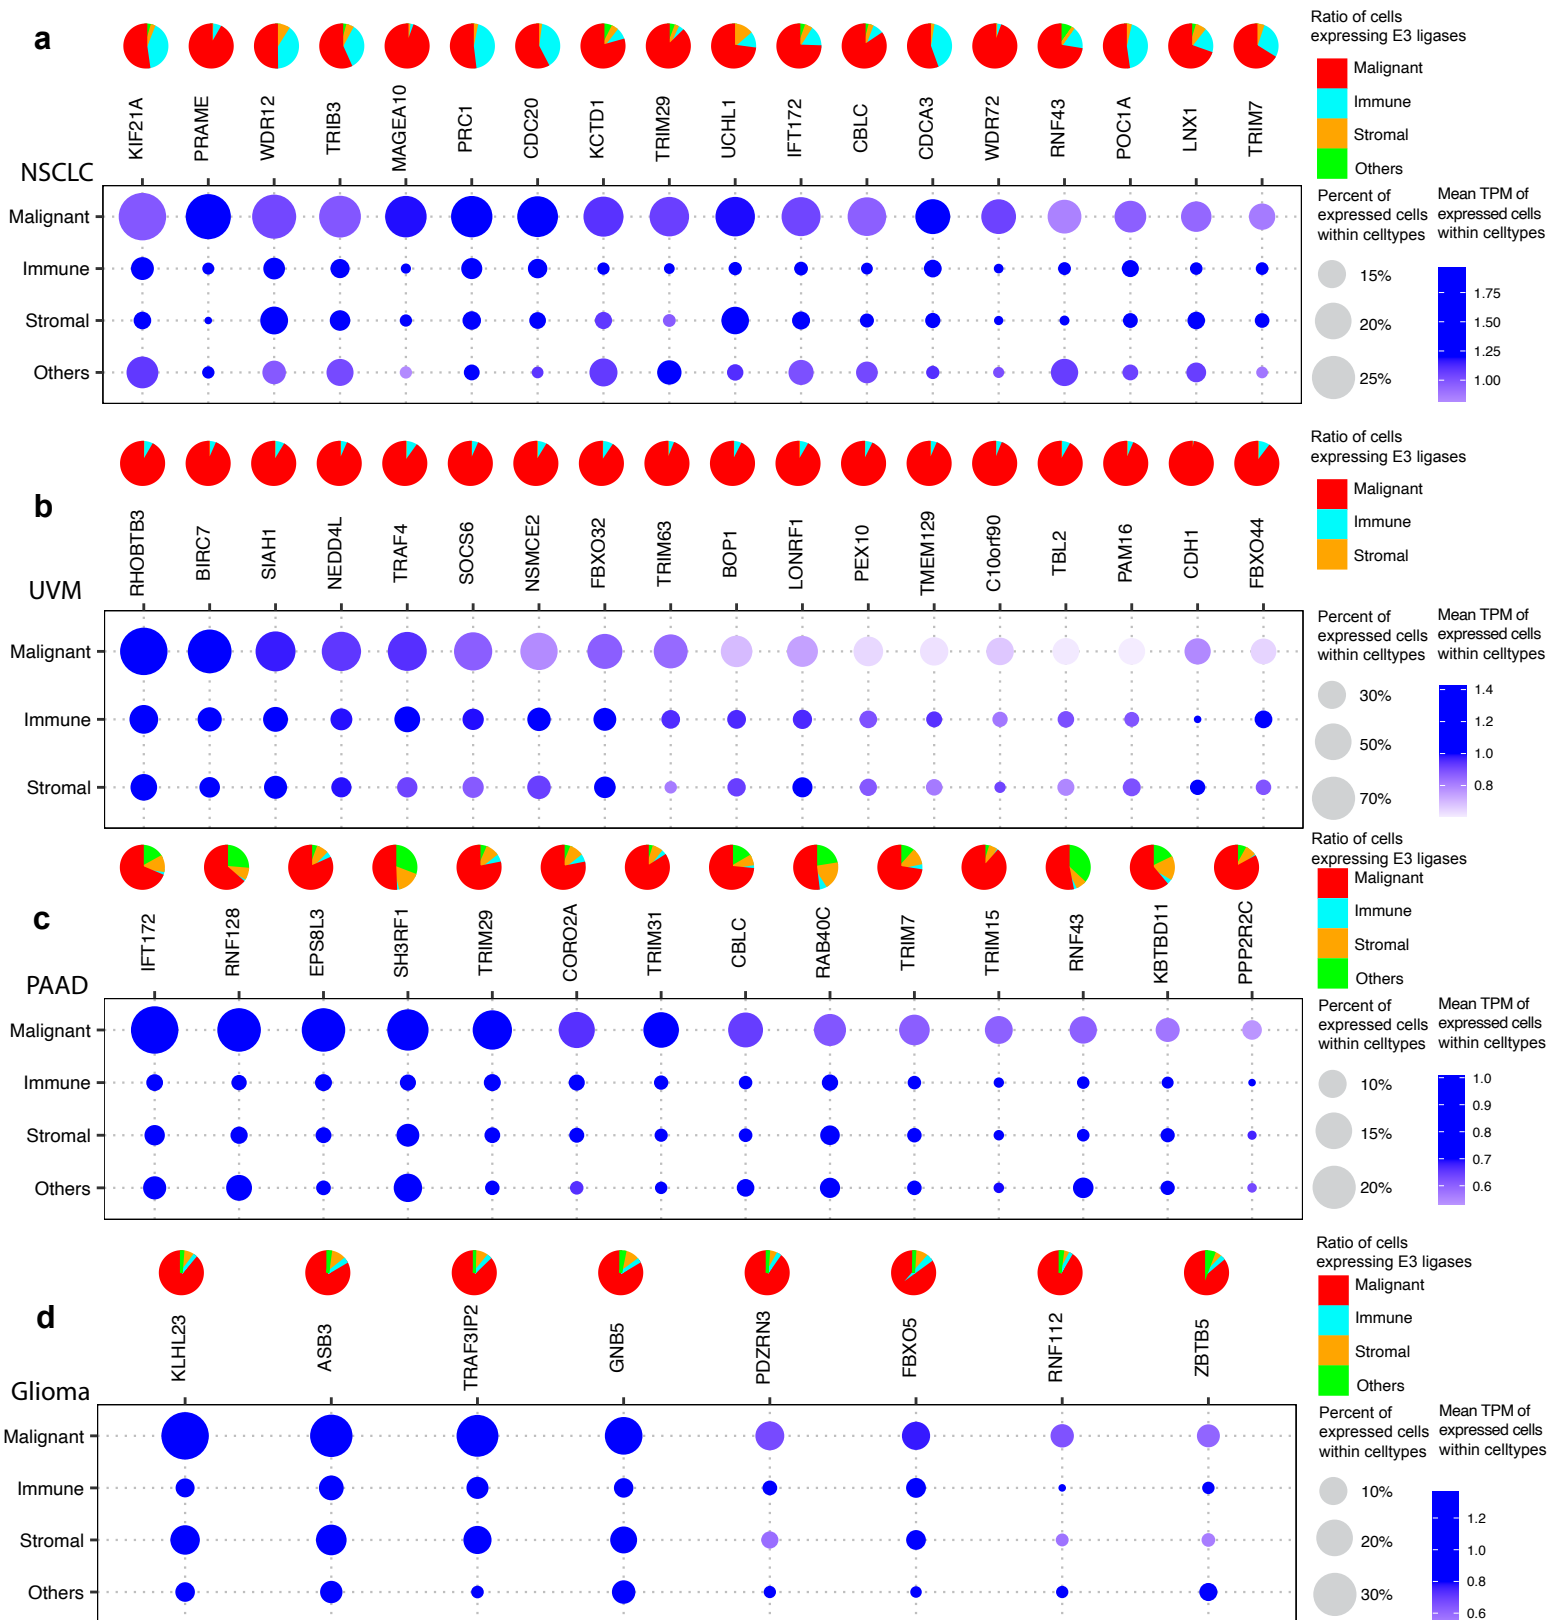 a
Ratio of cells
expressing E3 ligases
Malignant
Immune
Stromal
Others
KIF21A
PRAME
WDR12
TRIB3
MAGEA10
PRC1
CDC20
KCTD1
TRIM29
UCHL1
IFT172
CBLC
CDCA3
WDR72
RNF43
POC1A
LNX1
TRIM7
NSCLC
Malignant
Immune
Stromal
Others
Percent of
expressed cells
within celltypes
15%
20%
25%
Mean TPM of
expressed cells
within celltypes
1.75
1.50
1.25
1.00
b
Ratio of cells
expressing E3 ligases
Malignant
Immune
Stromal
RHOBTB3
BIRC7
SIAH1
NEDD4L
TRAF4
SOCS6
NSMCE2
FBXO32
TRIM63
BOP1
LONRF1
PEX10
TMEM129
C10orf90
TBL2
PAM16
CDH1
FBXO44
UVM
Malignant
Immune
Stromal
Percent of
expressed cells
within celltypes
30%
50%
70%
Mean TPM of
expressed cells
within celltypes
1.4
1.2
1.0
0.8
c
Ratio of cells
expressing E3 ligases
Malignant
Immune
Stromal
Others
IFT172
RNF128
EPS8L3
SH3RF1
TRIM29
CORO2A
TRIM31
CBLC
RAB40C
TRIM7
TRIM15
RNF43
KBTBD11
PPP2R2C
PAAD
Malignant
Immune
Stromal
Others
Percent of
expressed cells
within celltypes
10%
15%
20%
Mean TPM of
expressed cells
within celltypes
1.0
0.9
0.8
0.7
0.6
d
Ratio of cells
expressing E3 ligases
Malignant
Immune
Stromal
Others
KLHL23
ASB3
TRAF3IP2
GNB5
PDZRN3
FBXO5
RNF112
ZBTB5
Glioma
Malignant
Immune
Stromal
Others
Percent of
expressed cells
within celltypes
10%
20%
30%
Mean TPM of
expressed cells
within celltypes
1.2
1.0
0.8
0.6